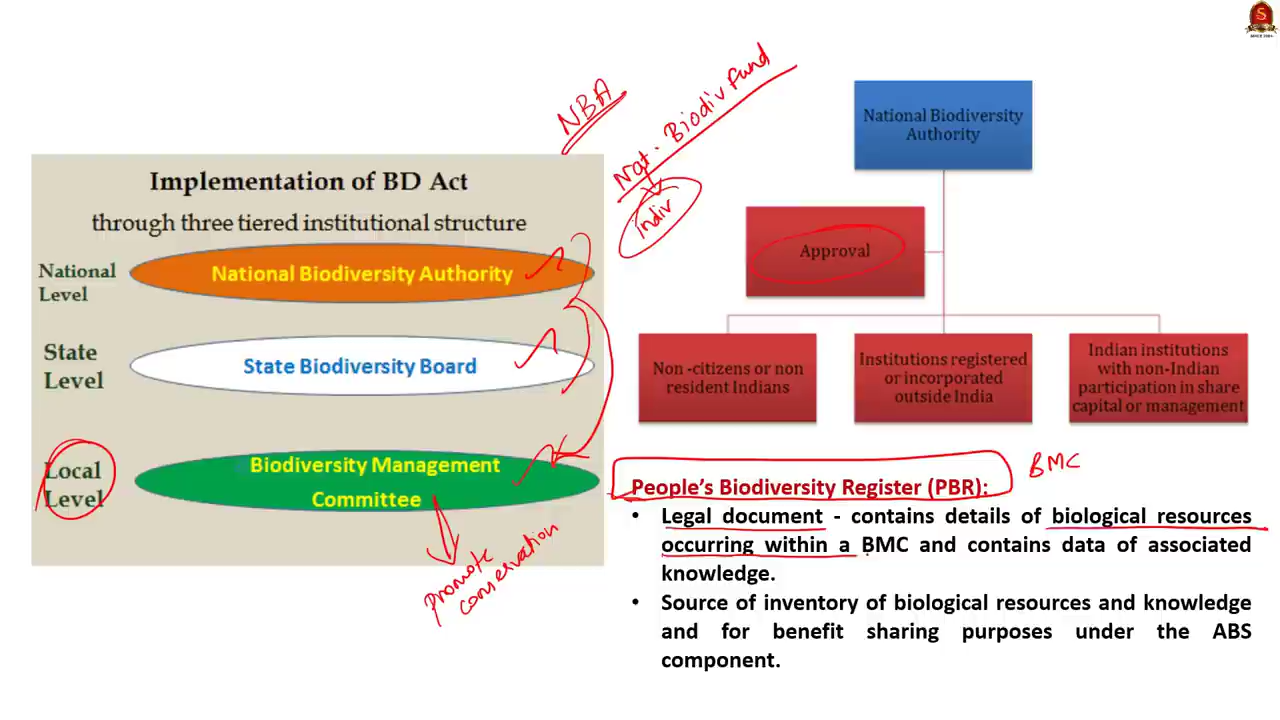 NBA
Nat. Biodiv Fund
indiv
Implementation of BD Act
through three tiered institutional structure
National
Level
National Biodiversity Authority
State
Level
State Biodiversity Board
Local
Level
Biodiversity Management
Committee
promote
conservation
National Biodiversity
Authority
Approval
Non -citizens or non
resident Indians
Institutions registered
or incorporated
outside India
Indian institutions
with non-Indian
participation in share
capital or management
BMC
People's Biodiversity Register (PBR):
• Legal document - contains details of biological resources
occurring within a BMC and contains data of associated
knowledge.
• Source of inventory of biological resources and knowledge
and for benefit sharing purposes under the ABS
component.